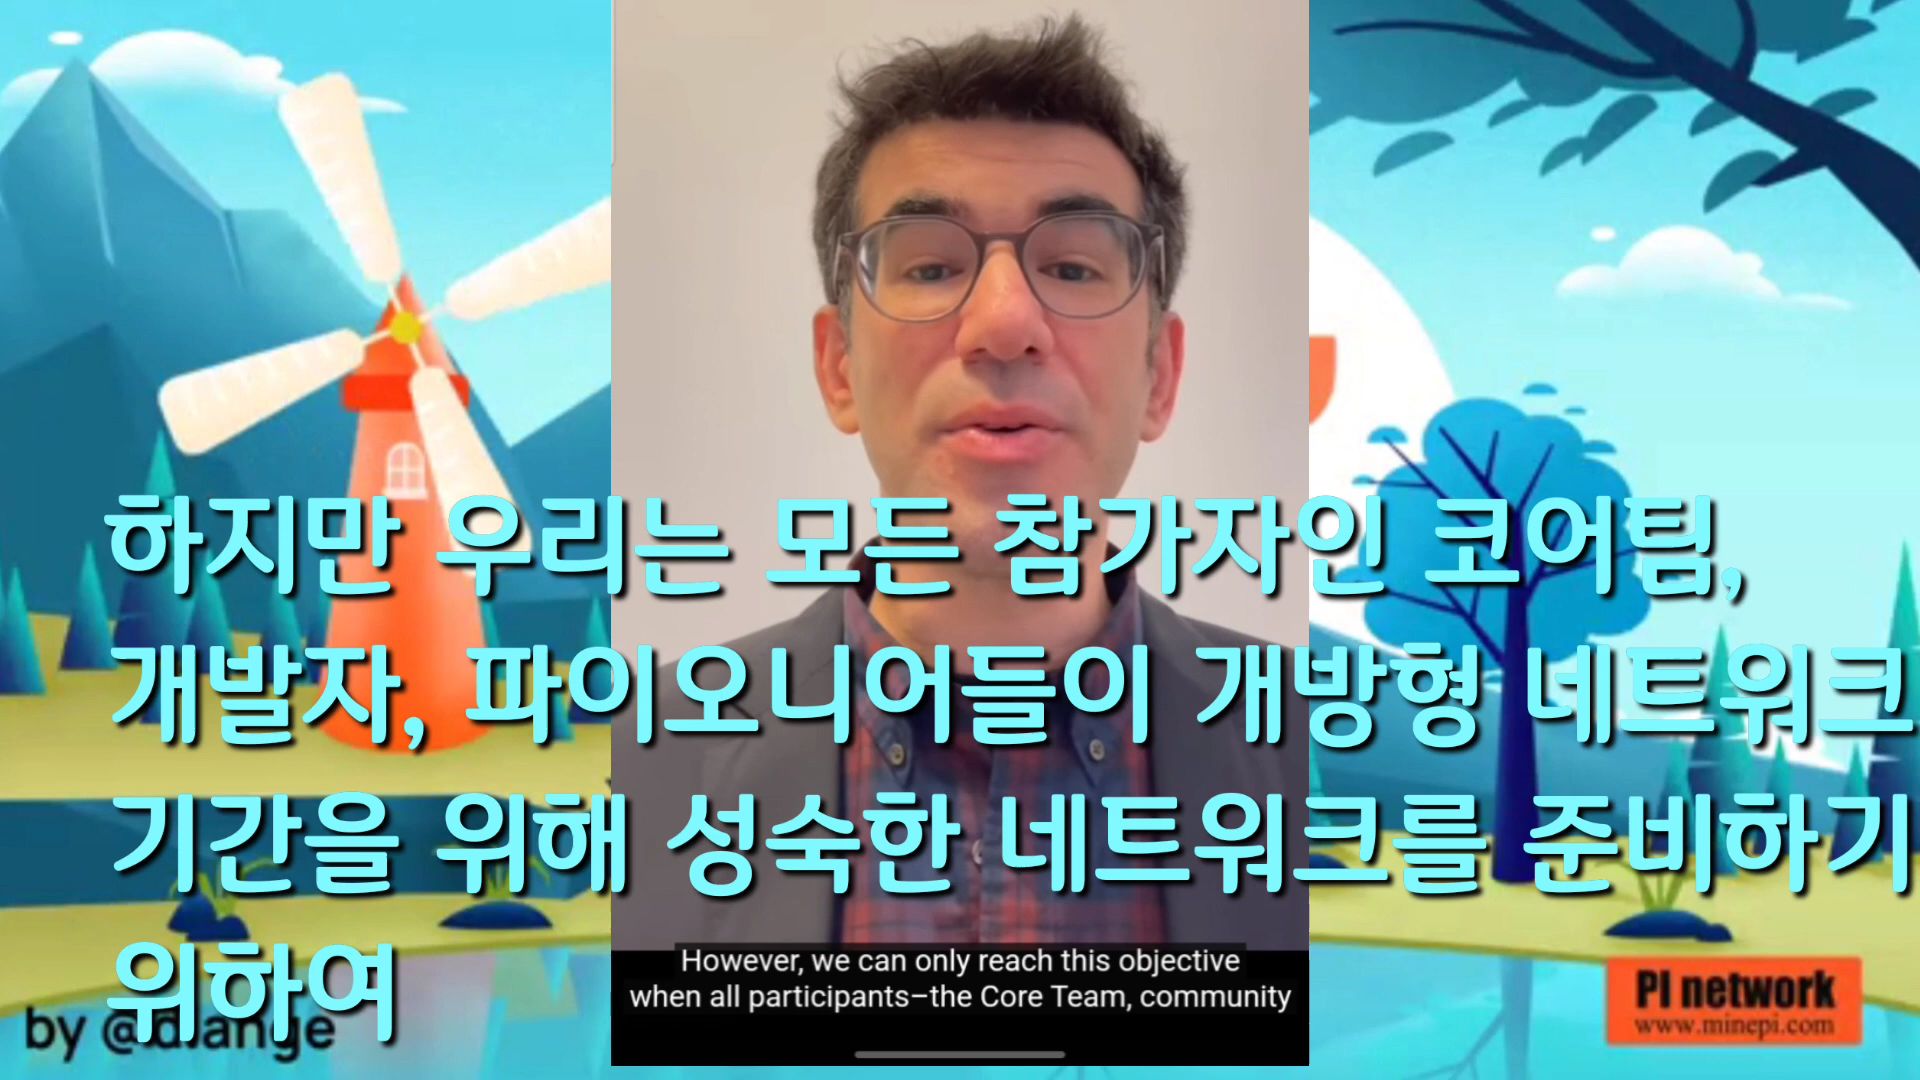 하지만 우리는 모든 참가자인 코어팀,
개발자, 파이오니어들이 개방형 네트워크
기간을 위해 성숙한 네트워크를 준비하기
위하여
However, we can only reach this objective
when all participants–the Core Team, community
by
PI network
www.minepi.com